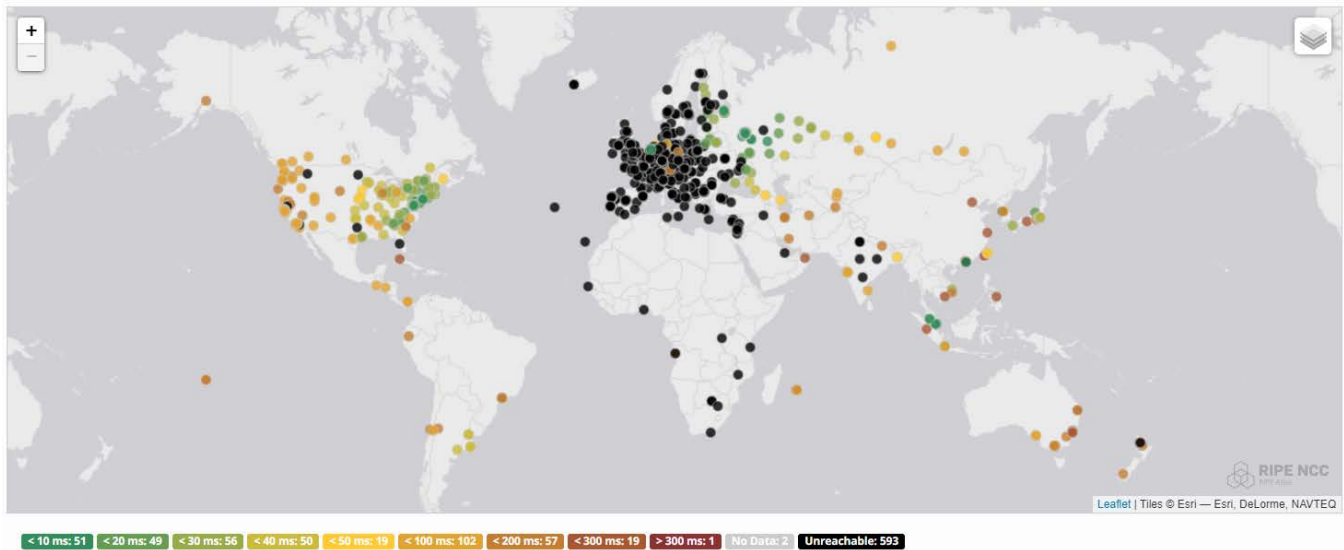 +
−
RIPE NCC
RIPE Atlas
Leaflet | Tiles © Esri — Esri, DeLorme, NAVTEQ
< 10 ms: 51 < 20 ms: 49 < 30 ms: 56 < 40 ms: 50 < 50 ms: 19 < 100 ms: 102 < 200 ms: 57 < 300 ms: 19 > 300 ms: 1 No Data: 2 Unreachable: 593